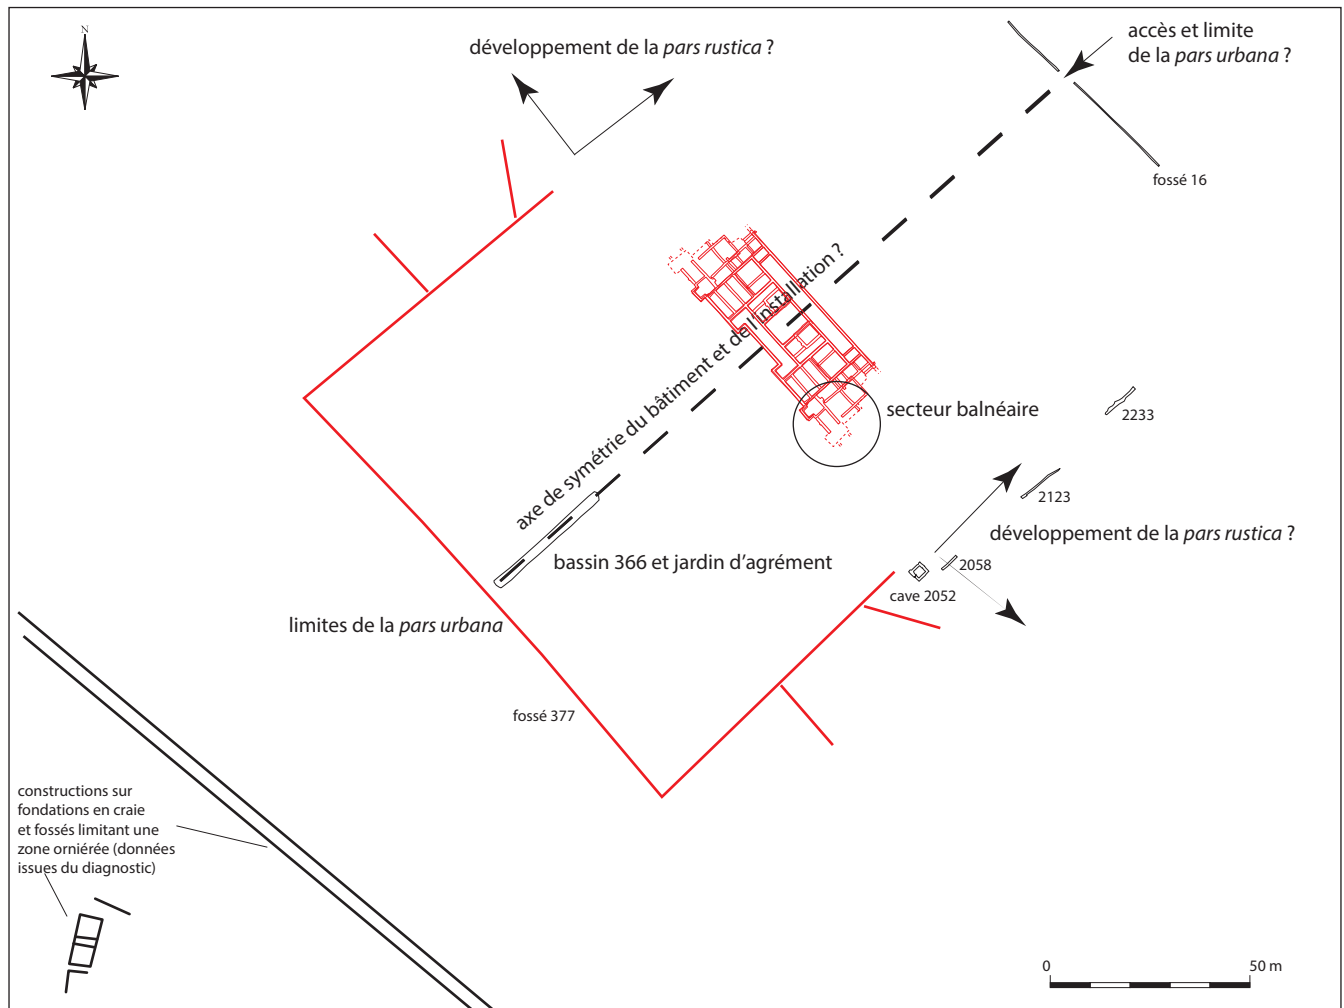 N
développement de la pars rustica ?
accès et limite
de la pars urbana ?
fossé 16
axe de symétrie du bâtiment et de l'installation ?
secteur balnéaire
2233
2123
développement de la pars rustica ?
2058
cave 2052
bassin 366 et jardin d'agrément
limites de la pars urbana
fossé 377
constructions sur
fondations en craie
et fossés limitant une
zone orniérée (données
issues du diagnostic)
0
50 m